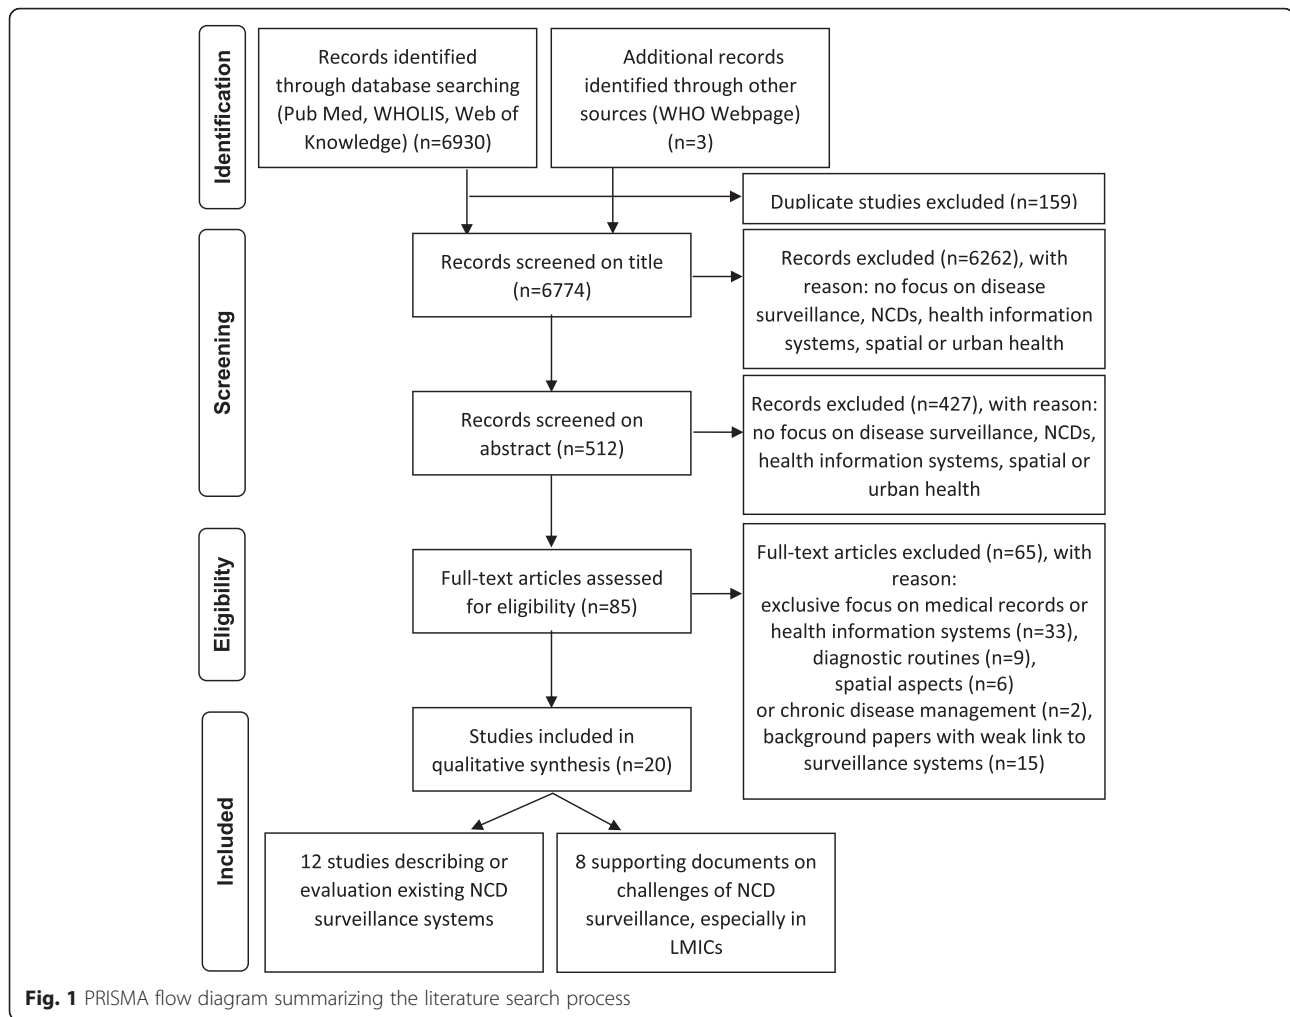 Identification
Records identified
through database searching
(Pub Med, WHOLIS, Web of
Knowledge) (n=6930)
Additional records
identified through other
sources (WHO Webpage)
(n=3)
Duplicate studies excluded (n=159)
Screening
Records screened on title
(n=6774)
Records excluded (n=6262), with
reason: no focus on disease
surveillance, NCDs, health information
systems, spatial or urban health
Records screened on
abstract (n=512)
Records excluded (n=427), with reason:
no focus on disease surveillance, NCDs,
health information systems, spatial or
urban health
Eligibility
Full-text articles assessed
for eligibility (n=85)
Full-text articles excluded (n=65), with
reason:
exclusive focus on medical records or
health information systems (n=33),
diagnostic routines (n=9),
spatial aspects (n=6)
or chronic disease management (n=2),
background papers with weak link to
surveillance systems (n=15)
Included
Studies included in
qualitative synthesis (n=20)
12 studies describing or
evaluation existing NCD
surveillance systems
8 supporting documents on
challenges of NCD
surveillance, especially in
LMICs
Fig. 1 PRISMA flow diagram summarizing the literature search process